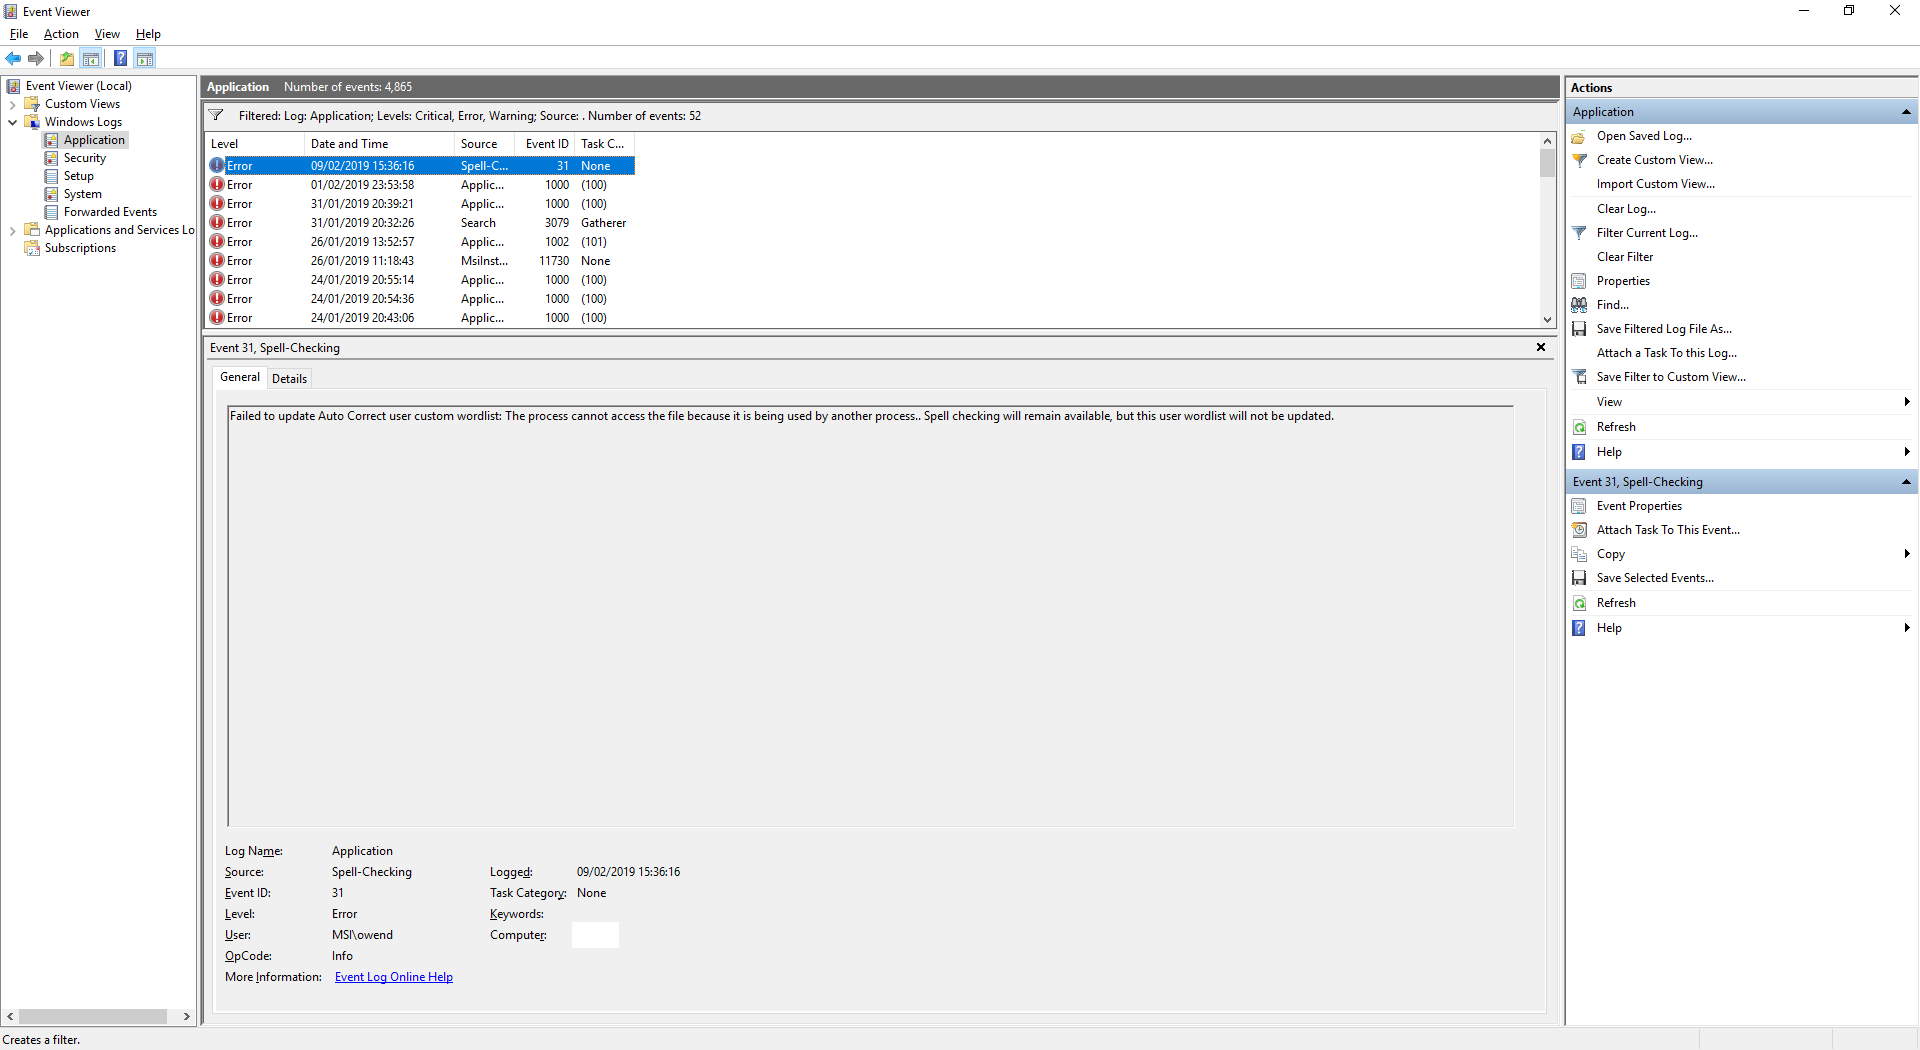 Event Viewer
File Action View Help
Event Viewer (Local)
Custom Views
Windows Logs
Application
Security
Setup
System
Forwarded Events
Applications and Services Lo
Subscriptions
Application Number of events: 4,865
Filtered: Log: Application; Levels: Critical, Error, Warning; Source: . Number of events: 52
Level Date and Time Source Event ID Task C...
Error 09/02/2019 15:36:16 Spell-C... 31 None
Error 01/02/2019 23:53:58 Applic... 1000 (100)
Error 31/01/2019 20:39:21 Applic... 1000 (100)
Error 31/01/2019 20:32:26 Search 3079 Gatherer
Error 26/01/2019 13:52:57 Applic... 1002 (101)
Error 26/01/2019 11:18:43 MsiInst... 11730 None
Error 24/01/2019 20:55:14 Applic... 1000 (100)
Error 24/01/2019 20:54:36 Applic... 1000 (100)
Error 24/01/2019 20:43:06 Applic... 1000 (100)
Event 31, Spell-Checking
General Details
Failed to update Auto Correct user custom wordlist: The process cannot access the file because it is being used by another process.. Spell checking will remain available, but this user wordlist will not be updated.
Log Name: Application
Source: Spell-Checking Logged: 09/02/2019 15:36:16
Event ID: 31 Task Category: None
Level: Error Keywords:
User: MSI\owend Computer:
OpCode: Info
More Information: Event Log Online Help
Actions
Application
Open Saved Log...
Create Custom View...
Import Custom View...
Clear Log...
Filter Current Log...
Clear Filter
Properties
Find...
Save Filtered Log File As...
Attach a Task To this Log...
Save Filter to Custom View...
View
Refresh
Help
Event 31, Spell-Checking
Event Properties
Attach Task To This Event...
Copy
Save Selected Events...
Refresh
Help
Creates a filter.